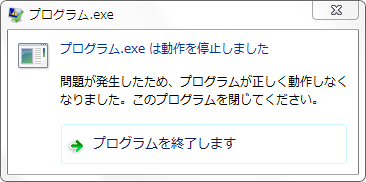 プログラム.exe
プログラム.exe は動作を停止しました
問題が発生したため、プログラムが正しく動作しなく
なりました。このプログラムを閉じてください。
プログラムを終了します